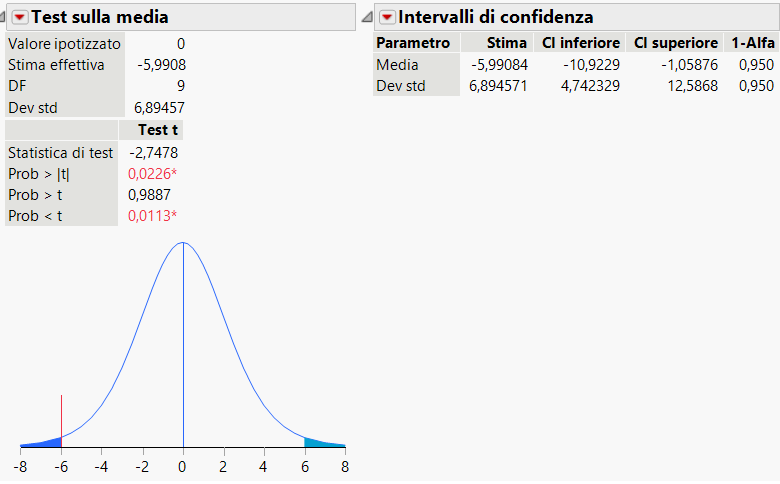 Test sulla media
Valore ipotizzato 0
Stima effettiva -5,9908
DF 9
Dev std 6,89457
Test t
Statistica di test -2,7478
Prob > |t| 0,0226*
Prob > t 0,9887
Prob < t 0,0113*
-8 -6 -4 -2 0 2 4 6 8
Intervalli di confidenza
Parametro Stima CI inferiore CI superiore 1-Alfa
Media -5,99084 -10,9229 -1,05876 0,950
Dev std 6,894571 4,742329 12,5868 0,950